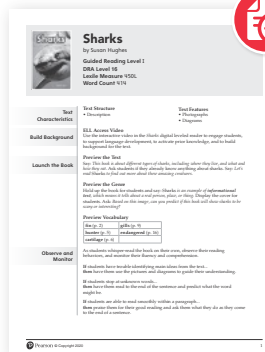 Sharks
Sharks
by Susan Hughes
Guided Reading Level I
DRA Level 16
Lexile Measure 450L
Word Count 414
Text
Characteristics
Text Structure
• Description
Text Features
• Photographs
• Diagrams
Build Background
ELL Access Video
Use the interactive video in the Sharks digital leveled reader to engage students,
to support language development, to activate prior knowledge, and to build
background for the text.
Launch the Book
Preview the Text
Say: This book is about different types of sharks, including where they live, and what and
how they eat. Ask students if they already know anything about sharks. Say: Let's
read Sharks to find out more about these amazing creatures.
Preview the Genre
Hold up the book for students and say: Sharks is an example of informational
text, which means it tells about a real person, place, or thing. Display the cover for
students. Ask: Based on this image, can you predict if this book will show sharks to be
scary or interesting?
Preview Vocabulary
fin (p. 2)
gills (p. 5)
hunter (p. 3)
endangered (p. 16)
cartilage (p. 4)
Observe and
Monitor
As students whisper-read the book on their own, observe their reading
behaviors, and monitor their fluency and comprehension.
If students have trouble identifying main ideas from the text...
then have them use the pictures and diagrams to guide their understanding.
If students stop at unknown words...
then have them read to the end of the sentence and predict what the word
might be.
If students are able to read smoothly within a paragraph...
then praise them for their good reading and ask them what they do as they come
to the end of a sentence.
Pearson © Copyright 2020
1